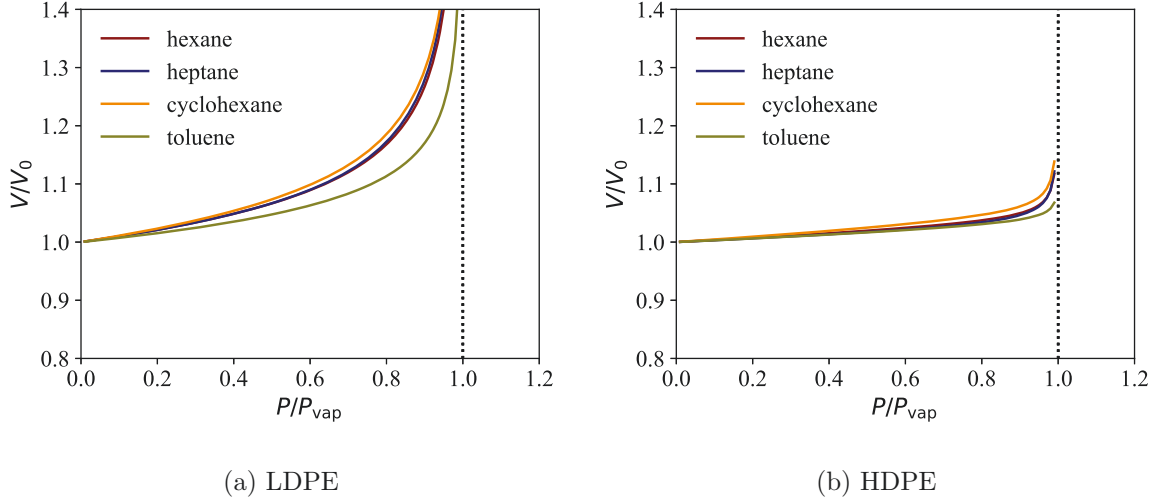 1.4
1.3
1.2
1.1
1.0
0.9
0.8
V/V₀
hexane
heptane
cyclohexane
toluene
0.0 0.2 0.4 0.6 0.8 1.0 1.2
P/Pvap
(a) LDPE
1.4
1.3
1.2
1.1
1.0
0.9
0.8
V/V₀
hexane
heptane
cyclohexane
toluene
0.0 0.2 0.4 0.6 0.8 1.0 1.2
P/Pvap
(b) HDPE